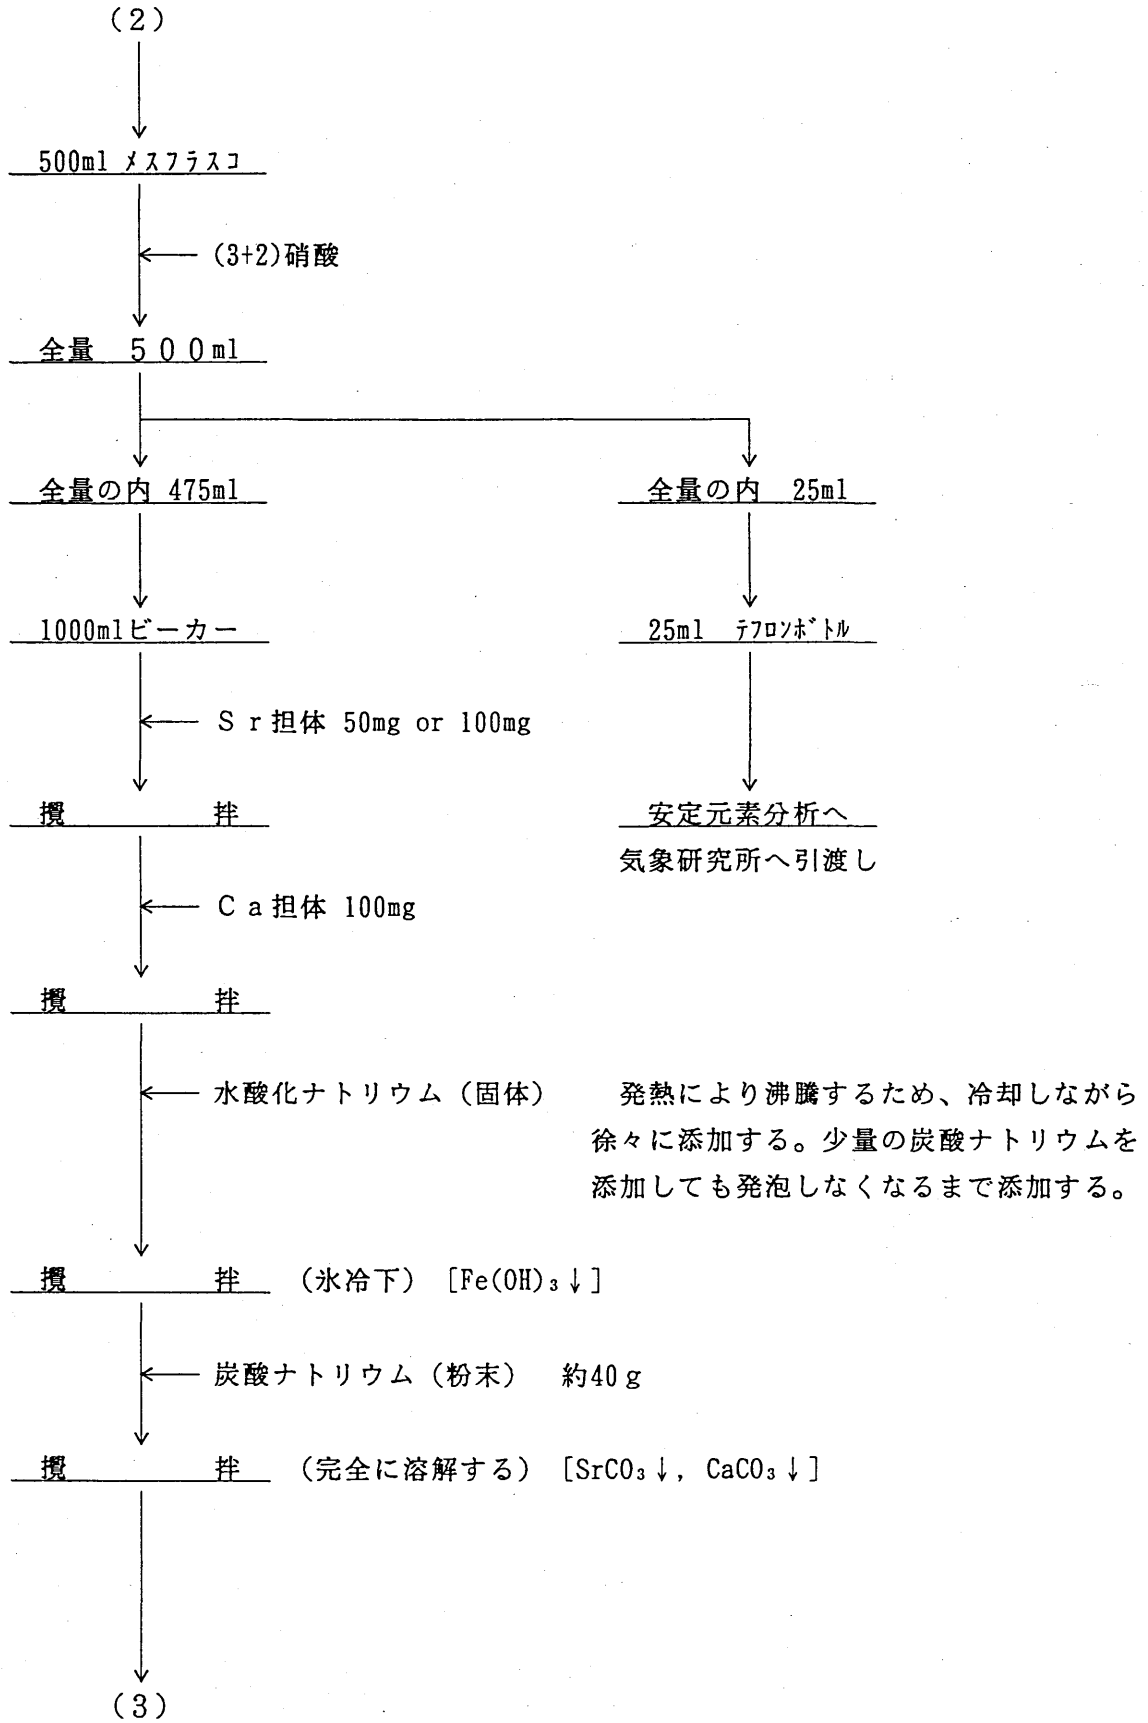 (2)
500ml ﾒｽﾌﾗｽｺ
(3+2)硝酸
全量　５００ml
全量の内 475ml
全量の内　25ml
1000mlビーカー
25ml　ﾃﾌﾛﾝﾎﾞﾄﾙ
Ｓｒ担体 50mg or 100mg
攪　　　　拌
安定元素分析へ
気象研究所へ引渡し
Ｃａ担体 100mg
攪　　　　拌
水酸化ナトリウム（固体）
発熱により沸騰するため、冷却しながら
徐々に添加する。少量の炭酸ナトリウムを
添加しても発泡しなくなるまで添加する。
攪　　　　拌　（氷冷下）　[Fe(OH)₃↓]
炭酸ナトリウム（粉末）　約40ｇ
攪　　　　拌　（完全に溶解する）　[SrCO₃↓, CaCO₃↓]
(3)